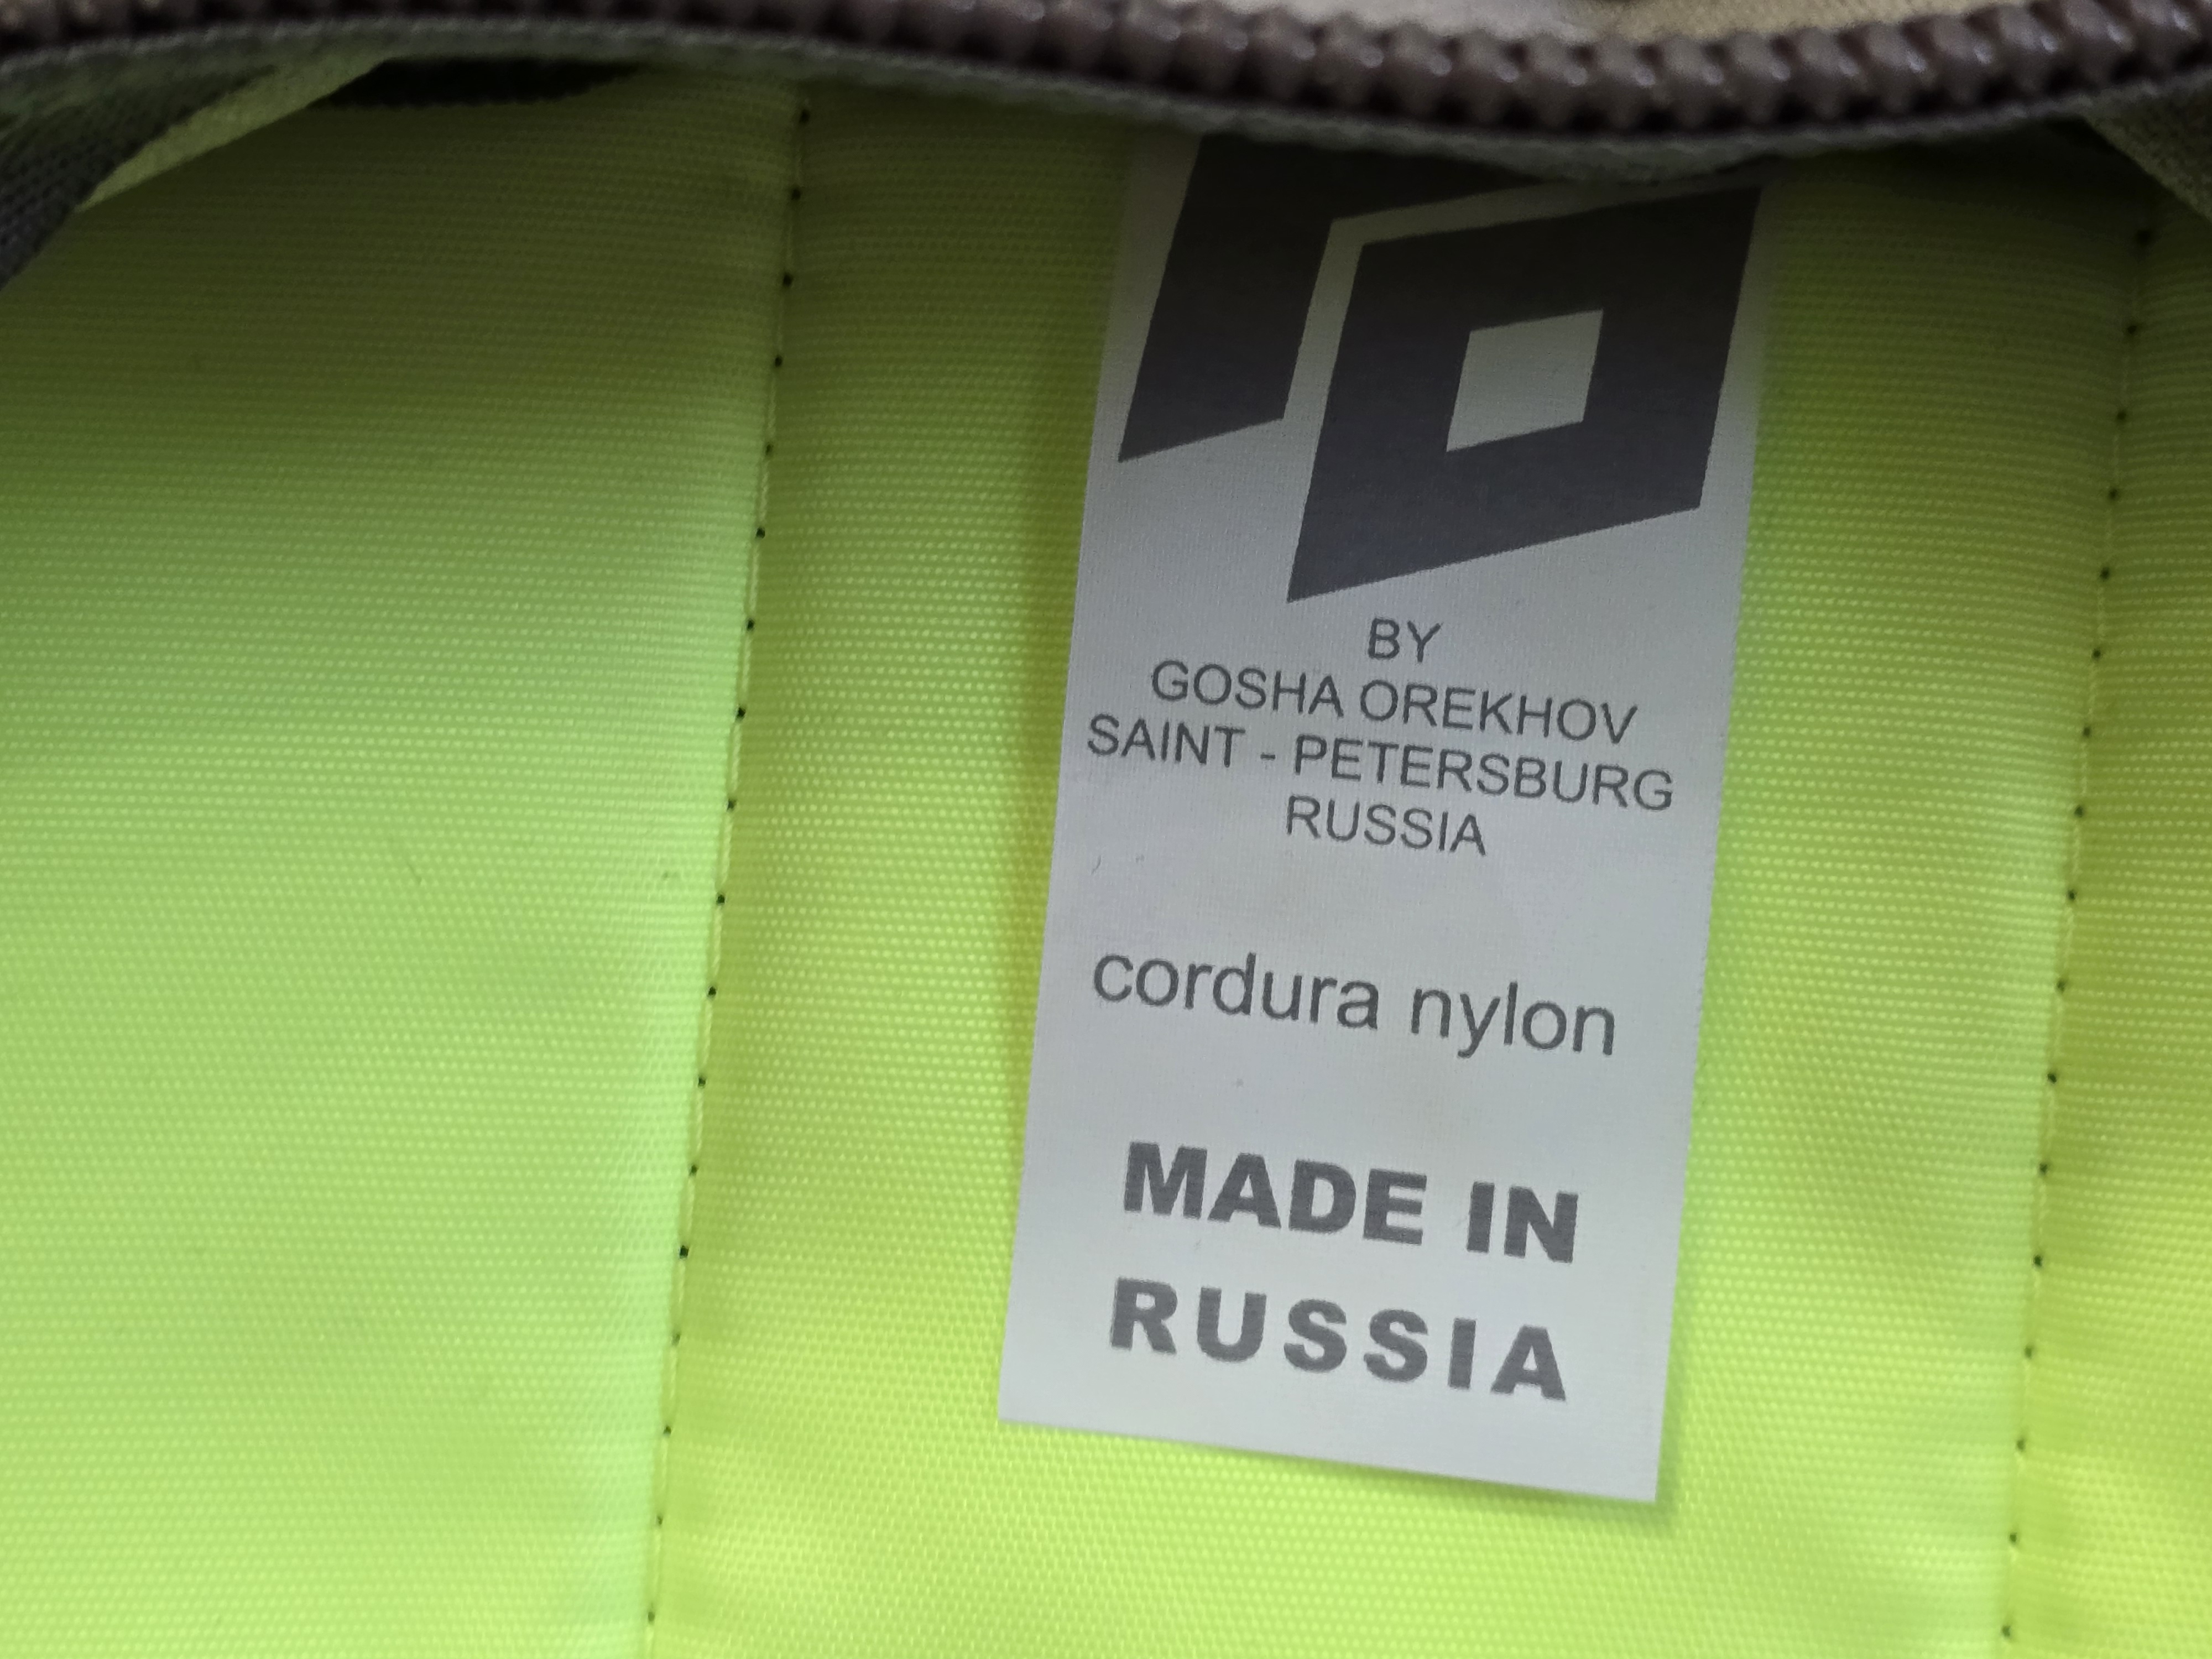 BY
GOSHA OREKHOV
SAINT - PETERSBURG
RUSSIA
cordura nylon
MADE IN
RUSSIA